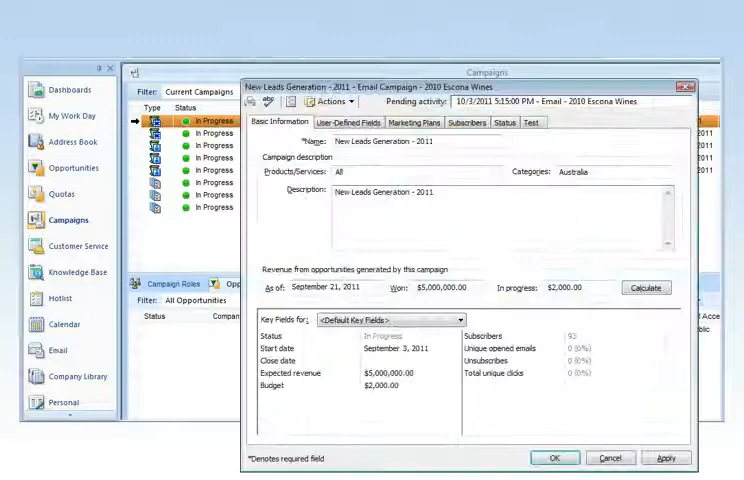 Campaigns
Dashboards
My Work Day
Address Book
Opportunities
Quotas
Campaigns
Customer Service
Knowledge Base
Hotlist
Calendar
Email
Company Library
Personal
Filter: Current Campaigns
Type Status
In Progress
In Progress
In Progress
In Progress
In Progress
In Progress
In Progress
In Progress
2011
2011
2011
2011
Campaign Roles
Filter: All Opportunities
Status
New Leads Generation - 2011 - Email Campaign - 2010 Escona Wines
Actions
Pending activity: 10/3/2011 5:15:00 PM - Email - 2010 Escona Wines
Basic Information User-Defined Fields Marketing Plans Subscribers Status Test
*Name: New Leads Generation - 2011
Campaign description
Products/Services: All Categories: Australia
Description: New Leads Generation - 2011
Revenue from opportunities generated by this campaign
As of: September 21, 2011 Won: $5,000,000.00 In progress: $2,000.00 Calculate
Key Fields for: <Default Key Fields>
Status In Progress Subscribers 93
Start date September 3, 2011 Unique opened emails 0 (0%)
Close date Unsubscribes 0 (0%)
Expected revenue $5,000,000.00 Total unique clicks 0 (0%)
Budget $2,000.00
*Denotes required field OK Cancel Apply